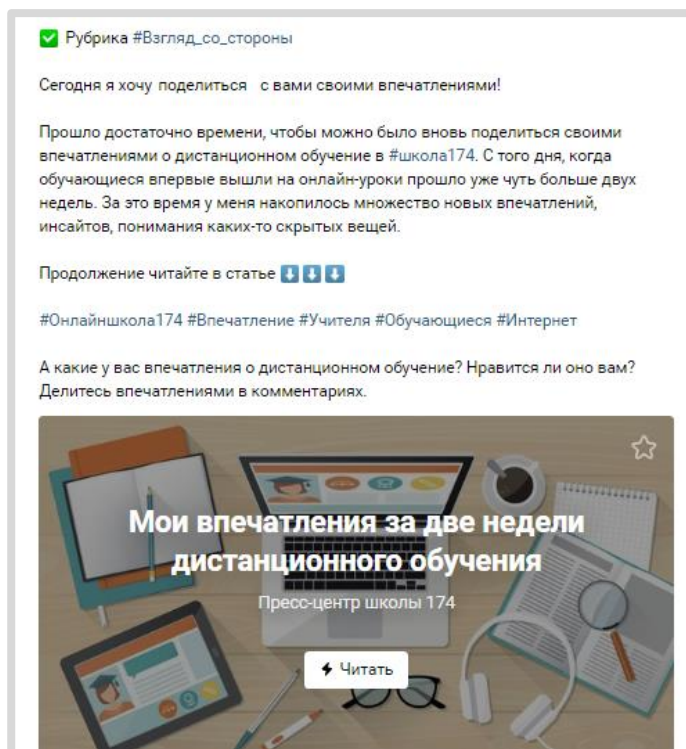 ✅ Рубрика #Взгляд_со_стороны
Сегодня я хочу поделиться с вами своими впечатлениями!
Прошло достаточно времени, чтобы можно было вновь поделиться своими
впечатлениями о дистанционном обучение в #школа174. С того дня, когда
обучающиеся впервые вышли на онлайн-уроки прошло уже чуть больше двух
недель. За это время у меня накопилось множество новых впечатлений,
инсайтов, понимания каких-то скрытых вещей.
Продолжение читайте в статье ⬇⬇⬇
#Онлайншкола174 #Впечатление #Учителя #Обучающиеся #Интернет
А какие у вас впечатления о дистанционном обучение? Нравится ли оно вам?
Делитесь впечатлениями в комментариях.
Мои впечатления за две недели
дистанционного обучения
Пресс-центр школы 174
Читать